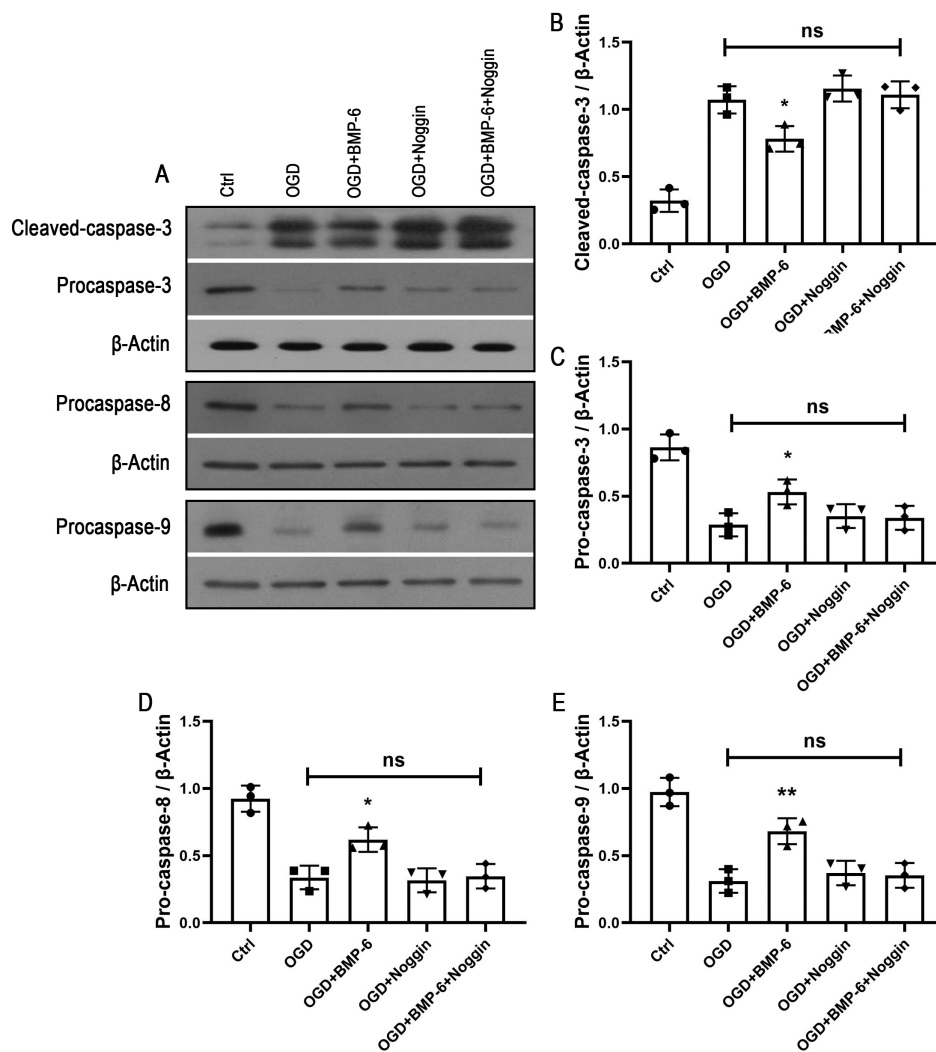 A
Ctrl
OGD
OGD+BMP-6
OGD+Noggin
OGD+BMP-6+Noggin
Cleaved-caspase-3
Procaspase-3
β-Actin
Procaspase-8
β-Actin
Procaspase-9
β-Actin
B
Cleaved-caspase-3 / β-Actin
1.5
1.0
0.5
0.0
ns
*
Ctrl
OGD
OGD+BMP-6
OGD+Noggin
BMP-6+Noggin
C
Pro-caspase-3 / β-Actin
1.5
1.0
0.5
0.0
ns
*
Ctrl
OGD
OGD+BMP-6
OGD+Noggin
OGD+BMP-6+Noggin
D
Pro-caspase-8 / β-Actin
1.5
1.0
0.5
0.0
ns
*
Ctrl
OGD
OGD+BMP-6
OGD+Noggin
OGD+BMP-6+Noggin
E
Pro-caspase-9 / β-Actin
1.5
1.0
0.5
0.0
ns
**
Ctrl
OGD
OGD+BMP-6
OGD+Noggin
OGD+BMP-6+Noggin